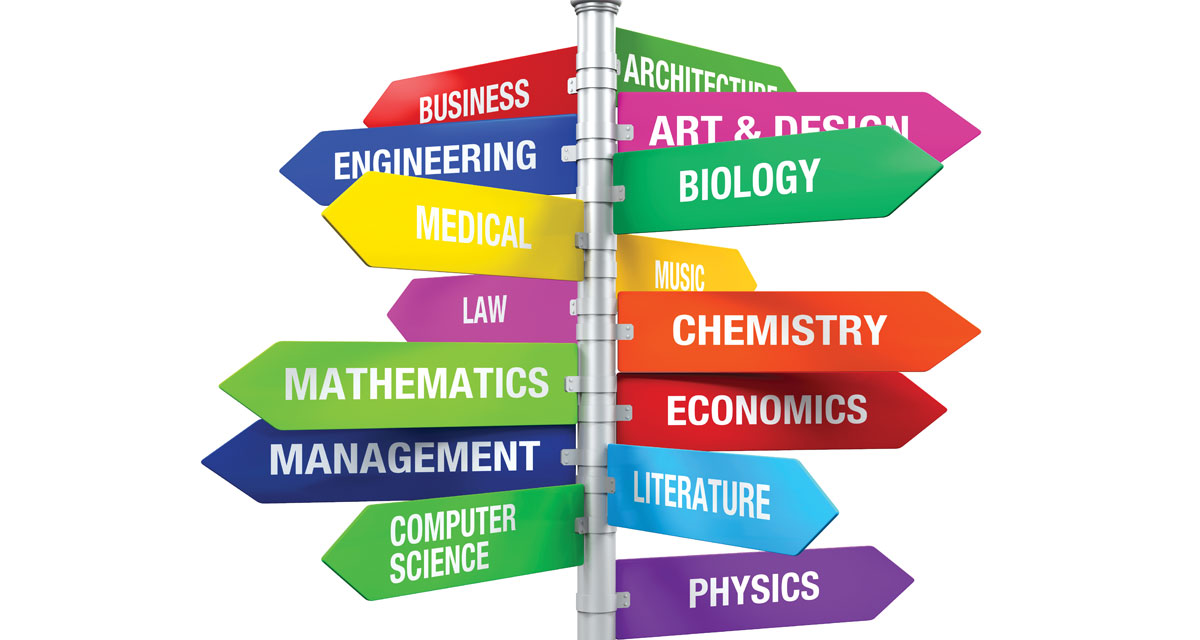 BUSINESS
ENGINEERING
MEDICAL
LAW
MATHEMATICS
MANAGEMENT
COMPUTER
SCIENCE
ARCHITECTURE
ART & DESIGN
BIOLOGY
MUSIC
CHEMISTRY
ECONOMICS
LITERATURE
PHYSICS